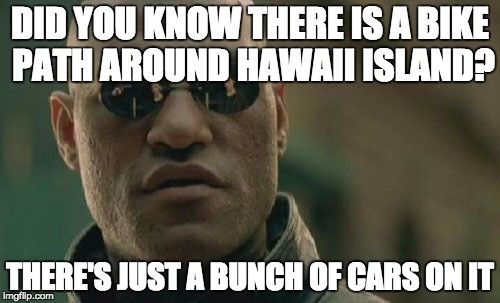 DID YOU KNOW THERE IS A BIKE
PATH AROUND HAWAII ISLAND?
THERE'S JUST A BUNCH OF CARS ON IT
imgflip.com